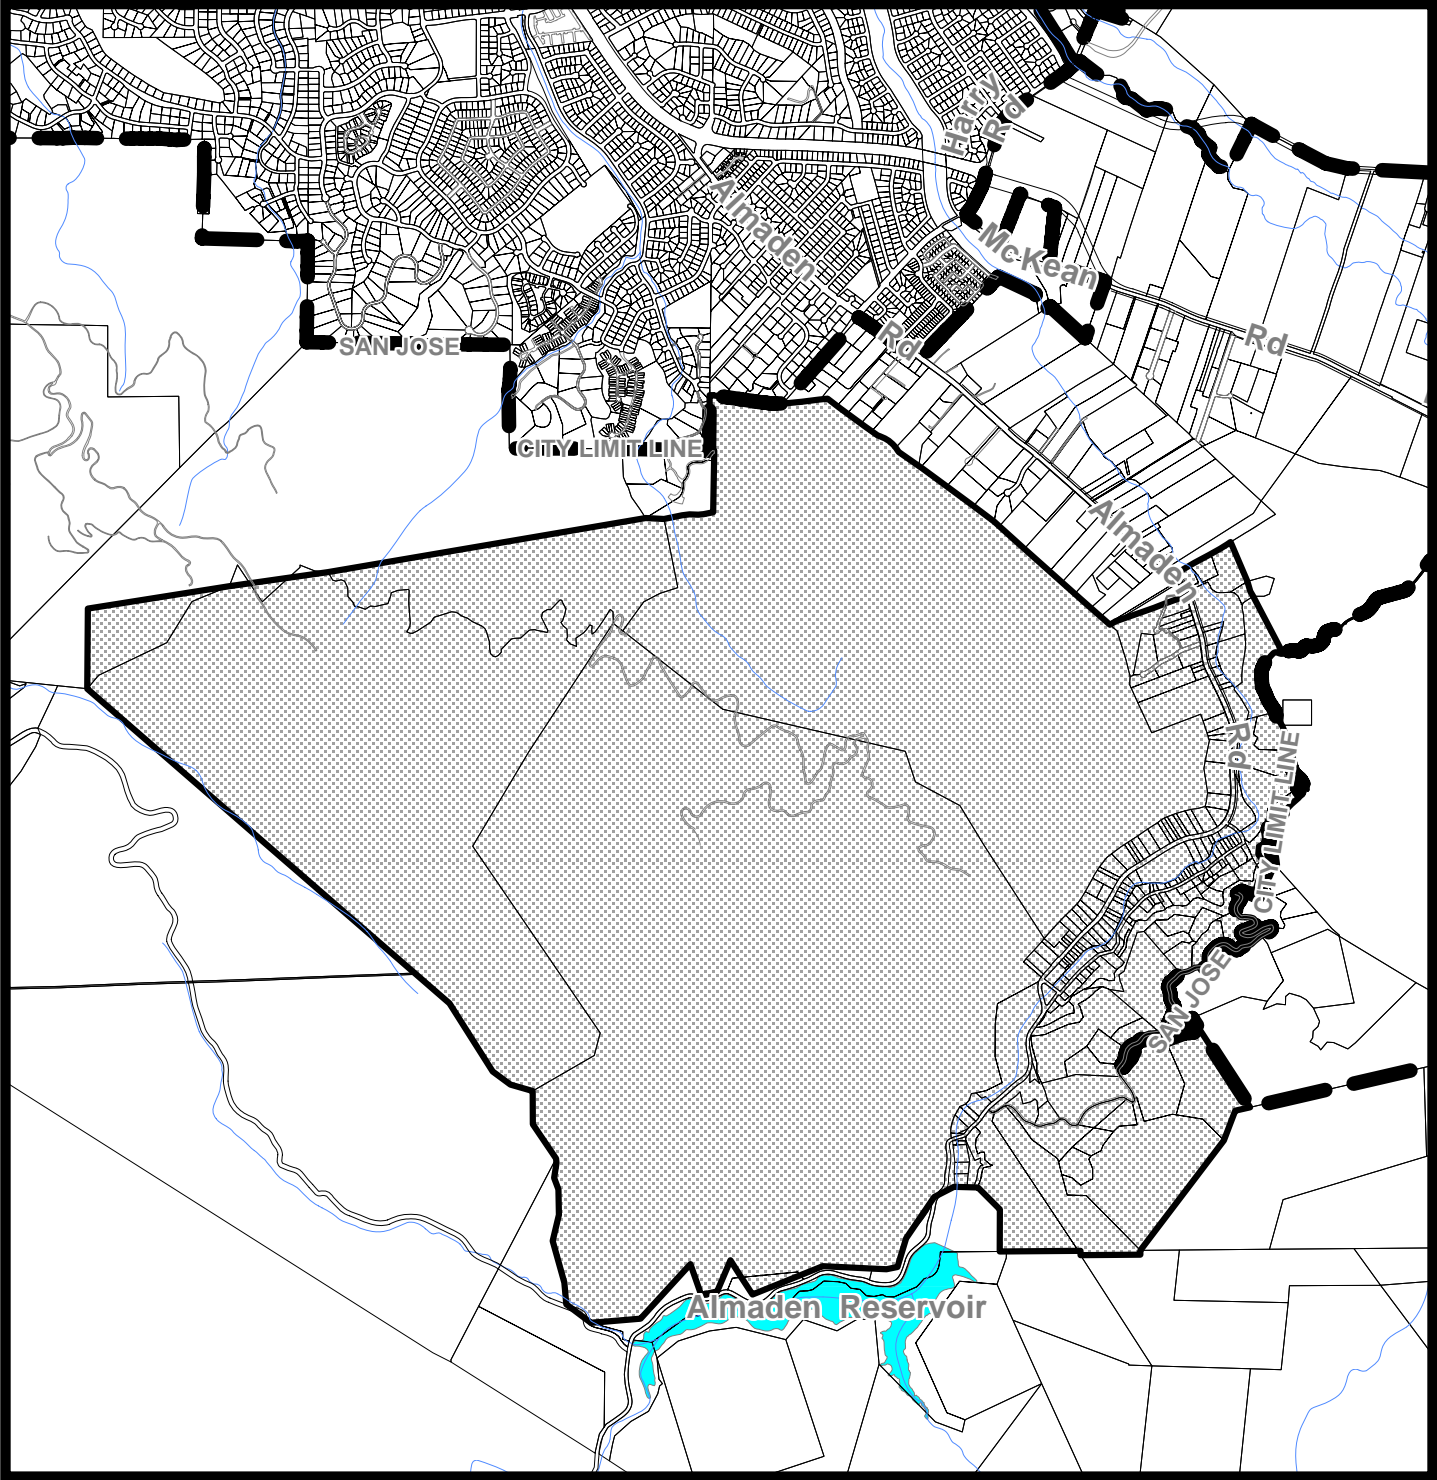 Harry
Rd
Almaden
McKean
Rd
Rd
SAN JOSE
CITY LIMIT LINE
Almaden
Rd
CITY LIMIT LINE
SAN JOSE
Almaden Reservoir